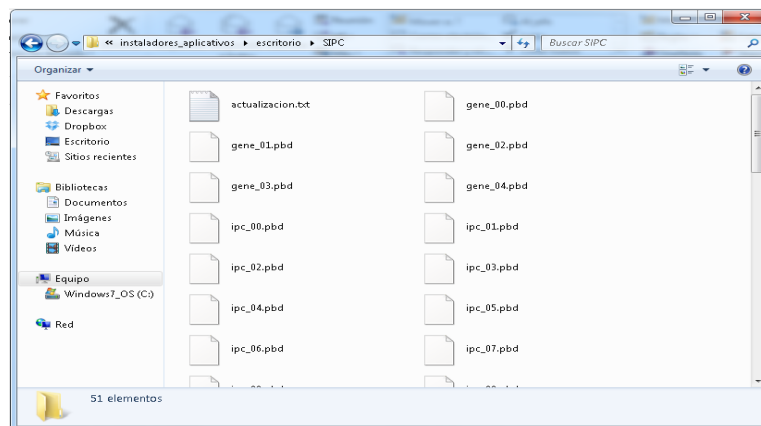 « instaladores_aplicativos ▸ escritorio ▸ SIPC
Buscar SIPC
Organizar
Favoritos
Descargas
Dropbox
Escritorio
Sitios recientes
Bibliotecas
Documentos
Imágenes
Música
Vídeos
Equipo
Windows7_OS (C:)
Red
actualizacion.txt
gene_00.pbd
gene_01.pbd
gene_02.pbd
gene_03.pbd
gene_04.pbd
ipc_00.pbd
ipc_01.pbd
ipc_02.pbd
ipc_03.pbd
ipc_04.pbd
ipc_05.pbd
ipc_06.pbd
ipc_07.pbd
51 elementos